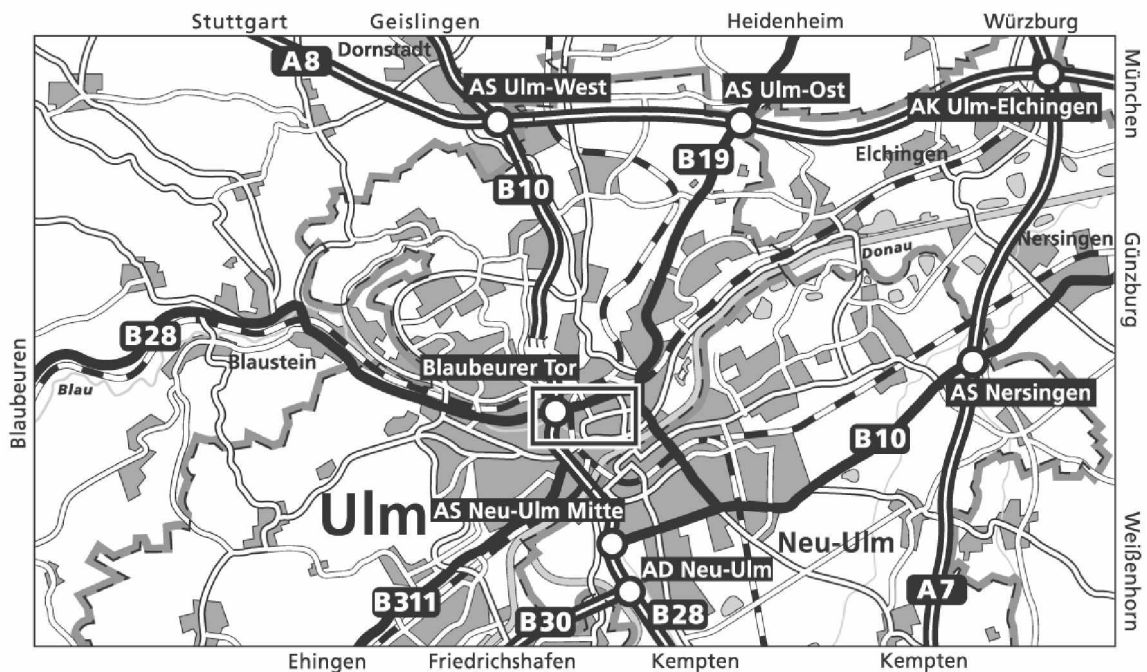 Stuttgart
Geislingen
Heidenheim
Würzburg
Dornstadt
A8
AS Ulm-West
AS Ulm-Ost
AK Ulm-Elchingen
München
B10
B19
Elchingen
Donau
Nersingen
Günzburg
B28
Blaustein
Blau
Blaubeuren
Blaubeurer Tor
AS Nersingen
B10
Ulm
AS Neu-Ulm Mitte
Neu-Ulm
AD Neu-Ulm
Weißenhorn
B311
B30
B28
A7
Ehingen
Friedrichshafen
Kempten
Kempten